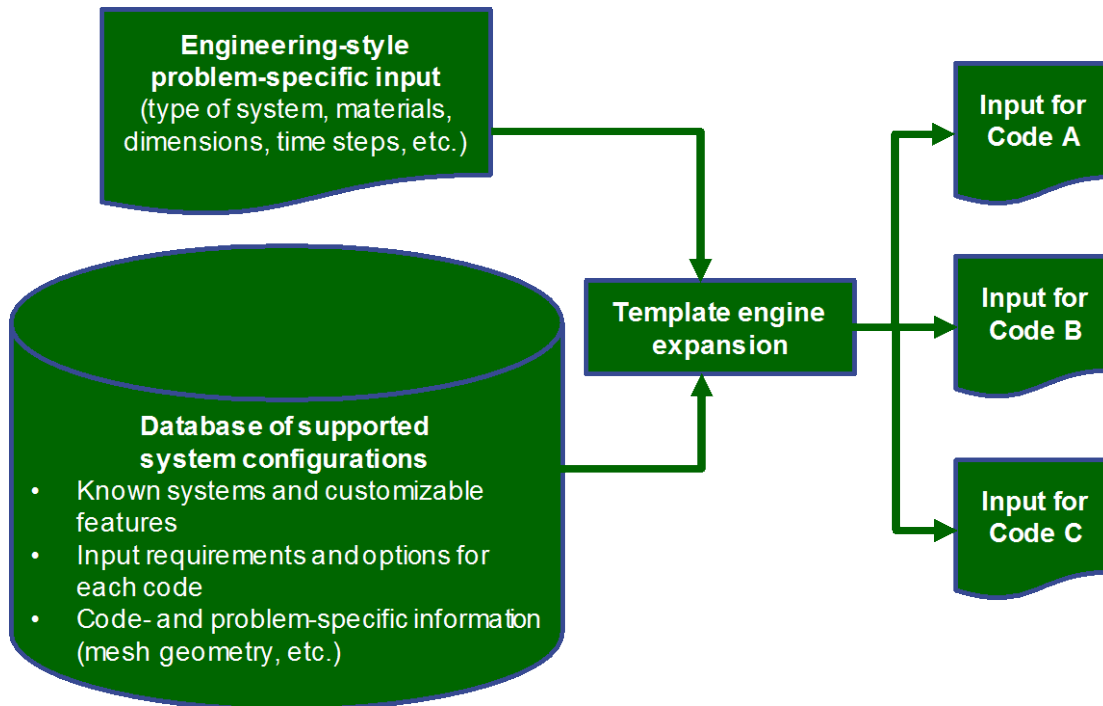 Engineering-style
problem-specific input
(type of system, materials,
dimensions, time steps, etc.)
Database of supported
system configurations
• Known systems and customizable
features
• Input requirements and options for
each code
• Code- and problem-specific information
(mesh geometry, etc.)
Template engine
expansion
Input for
Code A
Input for
Code B
Input for
Code C